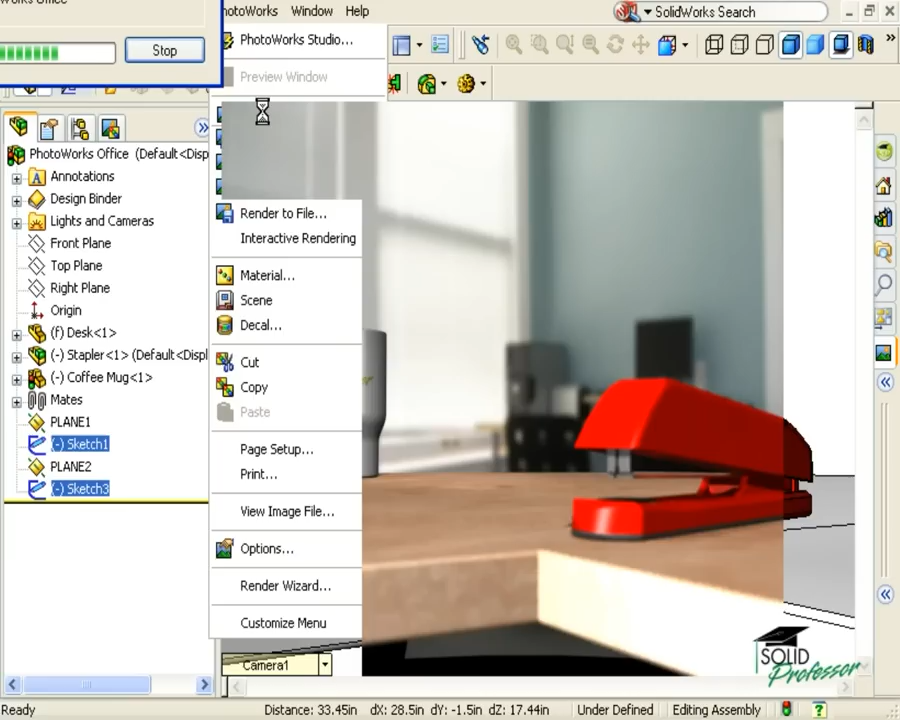 Works Office
Stop
hotoWorks Window Help
SolidWorks Search
PhotoWorks Studio...
Preview Window
PhotoWorks Office (Default<Disp
Annotations
Design Binder
Lights and Cameras
Front Plane
Top Plane
Right Plane
Origin
(f) Desk<1>
(-) Stapler<1> (Default<Displ
(-) Coffee Mug<1>
Mates
PLANE1
(-) Sketch1
PLANE2
(-) Sketch3
Render to File...
Interactive Rendering
Material...
Scene
Decal...
Cut
Copy
Paste
Page Setup...
Print...
View Image File...
Options...
Render Wizard...
Customize Menu
Camera1
SOLID
Professor
Ready
Distance: 33.45in dX: 28.5in dY: -1.5in dZ: 17.44in
Under Defined
Editing Assembly